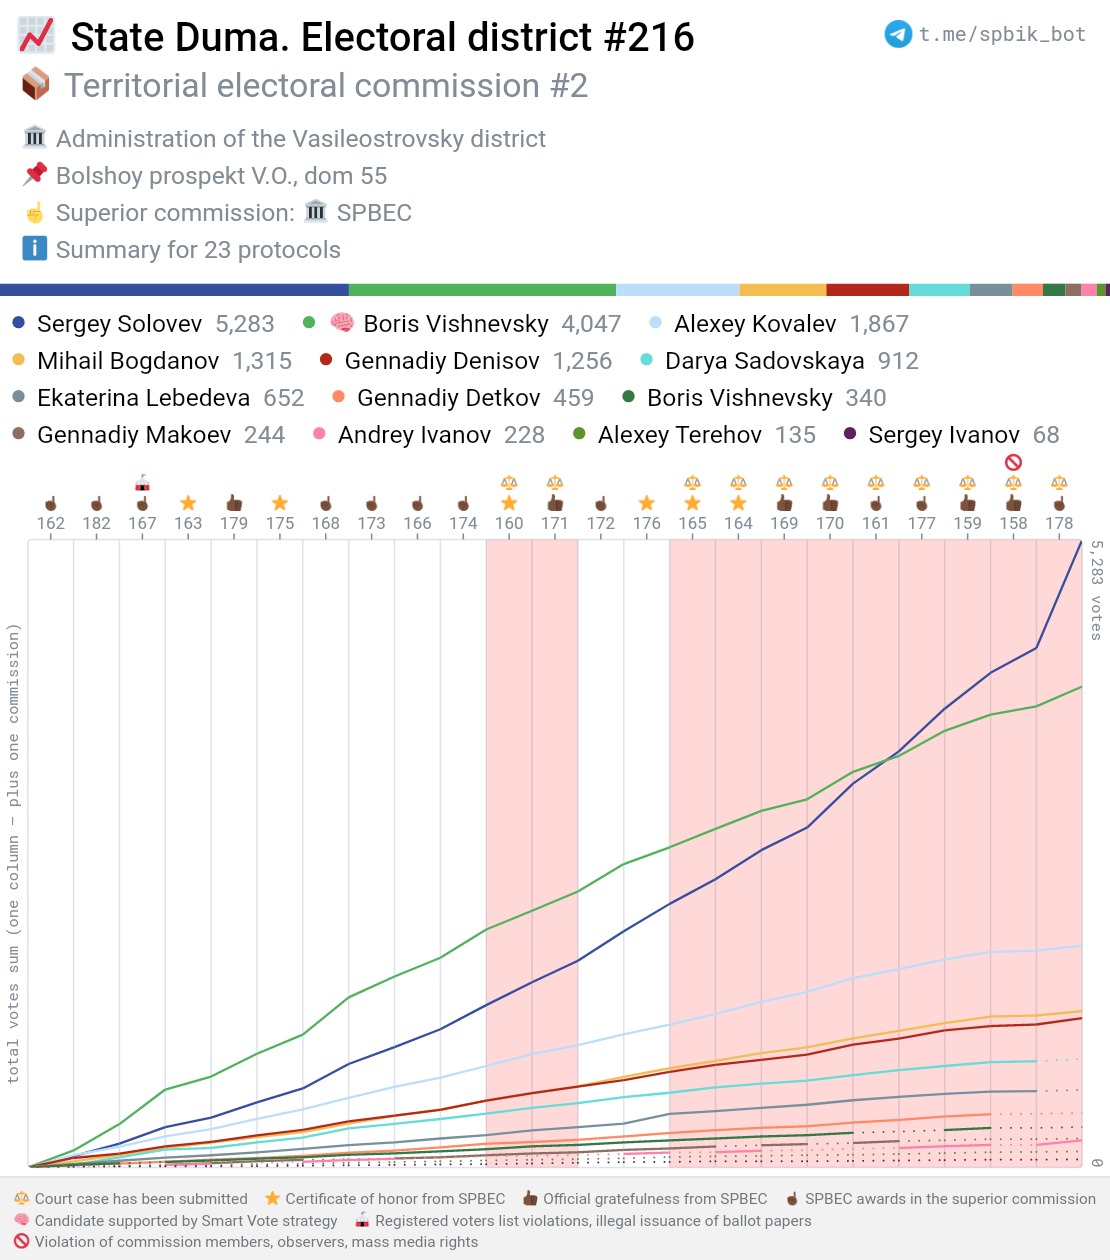 State Duma. Electoral district #216
t.me/spbik_bot
Territorial electoral commission #2
Administration of the Vasileostrovsky district
Bolshoy prospekt V.O., dom 55
Superior commission: SPBEC
Summary for 23 protocols
Sergey Solovev 5,283 Boris Vishnevsky 4,047 Alexey Kovalev 1,867
Mihail Bogdanov 1,315 Gennadiy Denisov 1,256 Darya Sadovskaya 912
Ekaterina Lebedeva 652 Gennadiy Detkov 459 Boris Vishnevsky 340
Gennadiy Makoev 244 Andrey Ivanov 228 Alexey Terehov 135 Sergey Ivanov 68
162 182 167 163 179 175 168 173 166 174 160 171 172 176 165 164 169 170 161 177 159 158 178
total votes sum (one column – plus one commission)
5,283 votes
0
Court case has been submitted Certificate of honor from SPBEC Official gratefulness from SPBEC SPBEC awards in the superior commission
Candidate supported by Smart Vote strategy Registered voters list violations, illegal issuance of ballot papers
Violation of commission members, observers, mass media rights